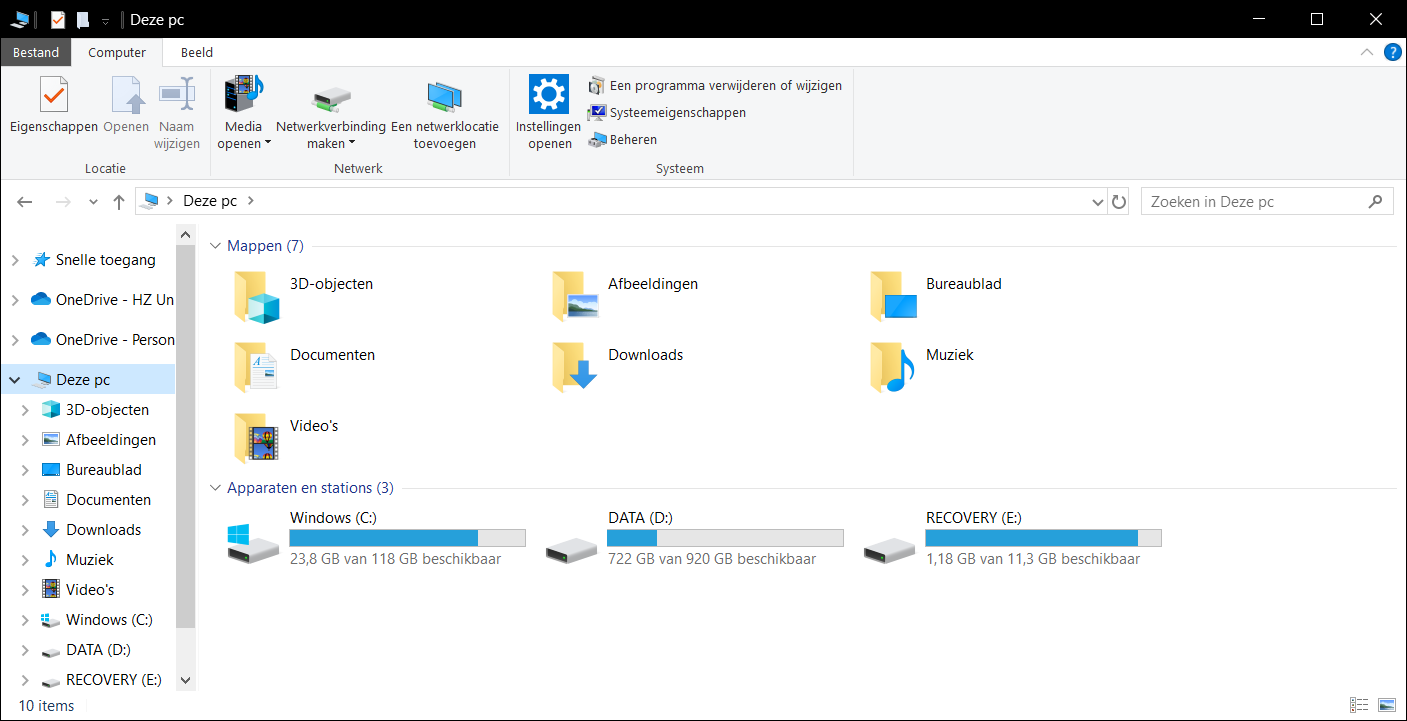 Deze pc
Bestand Computer Beeld
Eigenschappen
Openen
Naam
wijzigen
Locatie
Media
openen
Netwerkverbinding
maken
Een netwerklocatie
toevoegen
Netwerk
Instellingen
openen
Een programma verwijderen of wijzigen
Systeemeigenschappen
Beheren
Systeem
Deze pc
Zoeken in Deze pc
Snelle toegang
OneDrive - HZ Un
OneDrive - Person
Deze pc
3D-objecten
Afbeeldingen
Bureaublad
Documenten
Downloads
Muziek
Video's
Windows (C:)
DATA (D:)
RECOVERY (E:)
Mappen (7)
3D-objecten
Afbeeldingen
Bureaublad
Documenten
Downloads
Muziek
Video's
Apparaten en stations (3)
Windows (C:)
23,8 GB van 118 GB beschikbaar
DATA (D:)
722 GB van 920 GB beschikbaar
RECOVERY (E:)
1,18 GB van 11,3 GB beschikbaar
10 items